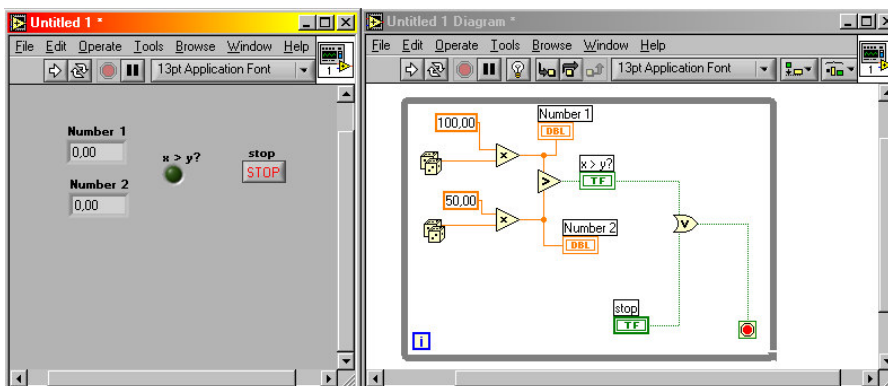 Untitled 1 *
File Edit Operate Tools Browse Window Help
13pt Application Font
1
Number 1
0,00
x > y?
stop
STOP
Number 2
0,00
Untitled 1 Diagram *
File Edit Operate Tools Browse Window Help
13pt Application Font
1
Number 1
100,00
DBL
x
x > y?
>
TF
50,00
x
Number 2
DBL
V
stop
TF
i